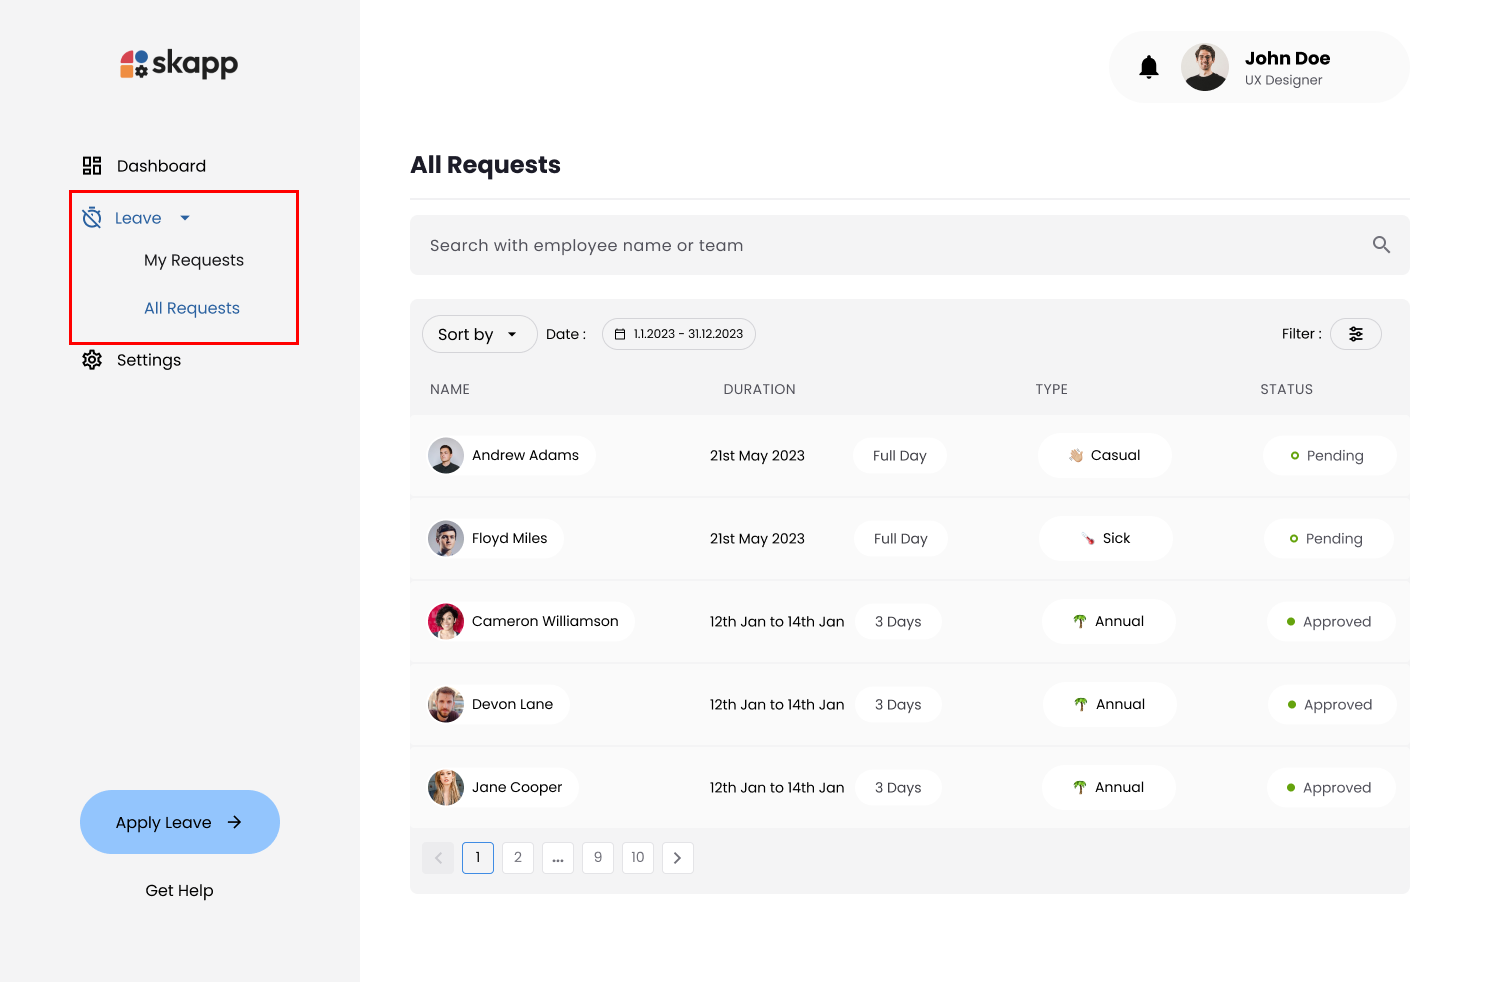 skapp
John Doe
UX Designer
Dashboard
Leave
My Requests
All Requests
Settings
Apply Leave
Get Help
All Requests
Search with employee name or team
Sort by Date : 1.1.2023 - 31.12.2023 Filter :
NAME DURATION TYPE STATUS
Andrew Adams 21st May 2023 Full Day Casual Pending
Floyd Miles 21st May 2023 Full Day Sick Pending
Cameron Williamson 12th Jan to 14th Jan 3 Days Annual Approved
Devon Lane 12th Jan to 14th Jan 3 Days Annual Approved
Jane Cooper 12th Jan to 14th Jan 3 Days Annual Approved
1 2 ... 9 10